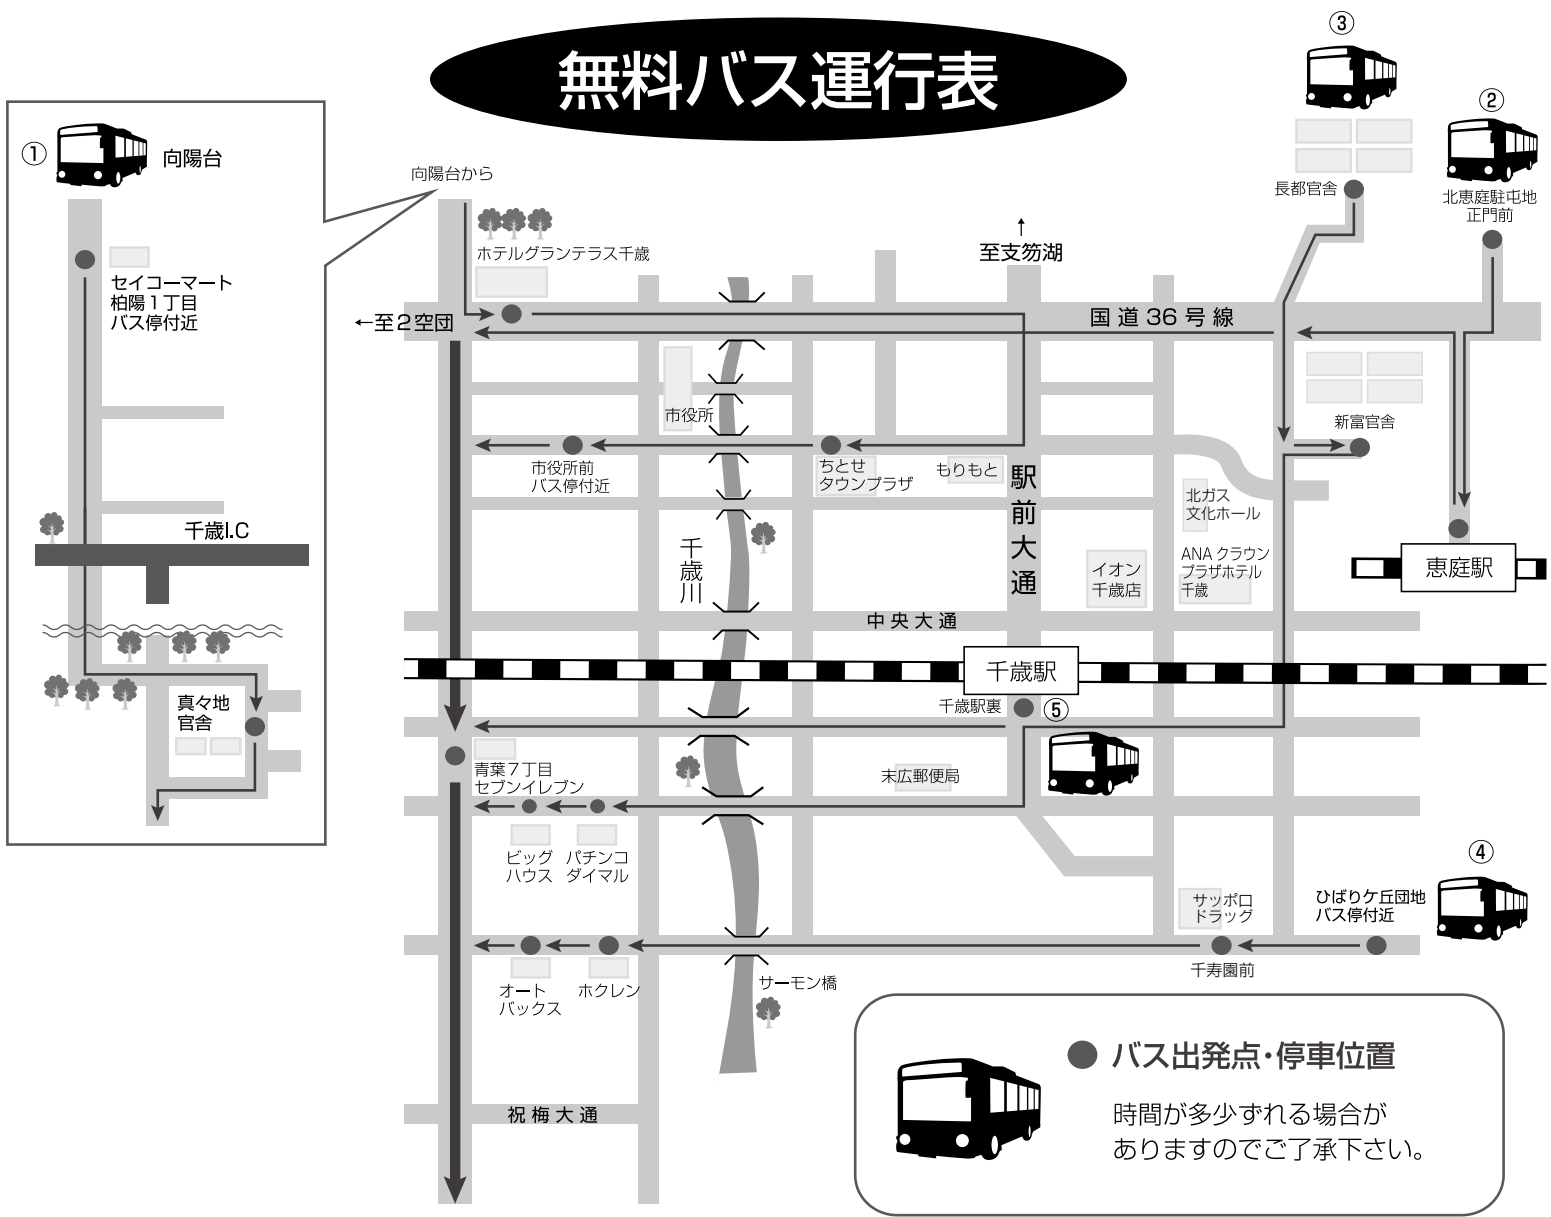 無料バス運行表
①
向陽台
セイコーマート
柏陽1丁目
バス停付近
千歳I.C
真々地
官舎
向陽台から
ホテルグランテラス千歳
←至2空団
↑
至支笏湖
国道36号線
③
長都官舎
②
北恵庭駐屯地
正門前
市役所
市役所前
バス停付近
ちとせ
タウンプラザ
もりもと
駅前大通
新富官舎
北ガス
文化ホール
千歳川
イオン
千歳店
ANAクラウン
プラザホテル
千歳
恵庭駅
中央大通
千歳駅
千歳駅裏
⑤
青葉7丁目
セブンイレブン
末広郵便局
ビッグ
ハウス
パチンコ
ダイマル
④
サッポロ
ドラッグ
ひばりケ丘団地
バス停付近
千寿園前
オート
バックス
ホクレン
サーモン橋
祝梅大通
● バス出発点・停車位置
時間が多少ずれる場合が
ありますのでご了承下さい。